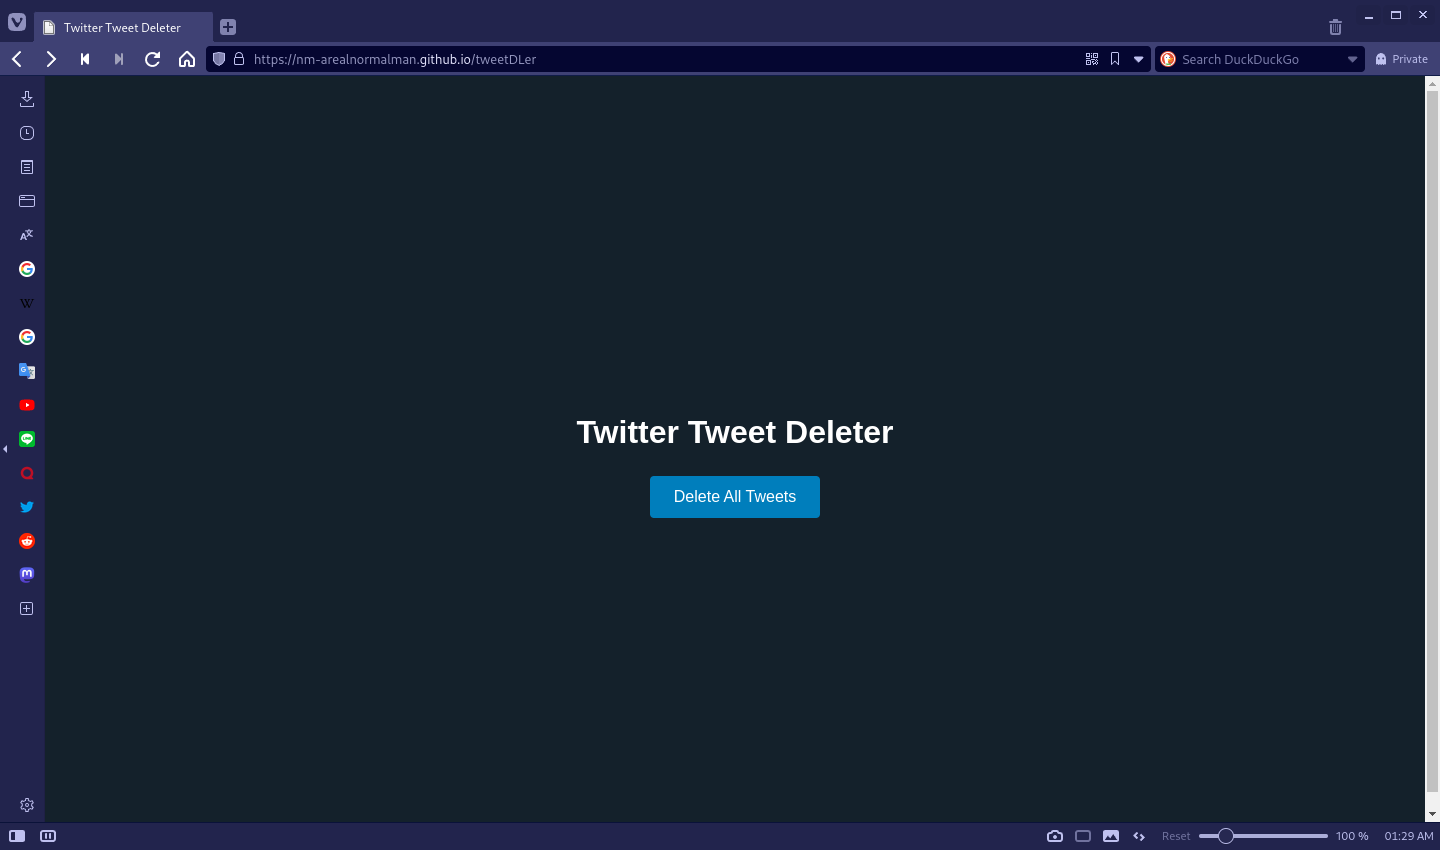 Twitter Tweet Deleter
https://nm-arealnormalman.github.io/tweetDLer
Search DuckDuckGo
Private
Twitter Tweet Deleter
Delete All Tweets
Reset
100 %
01:29 AM